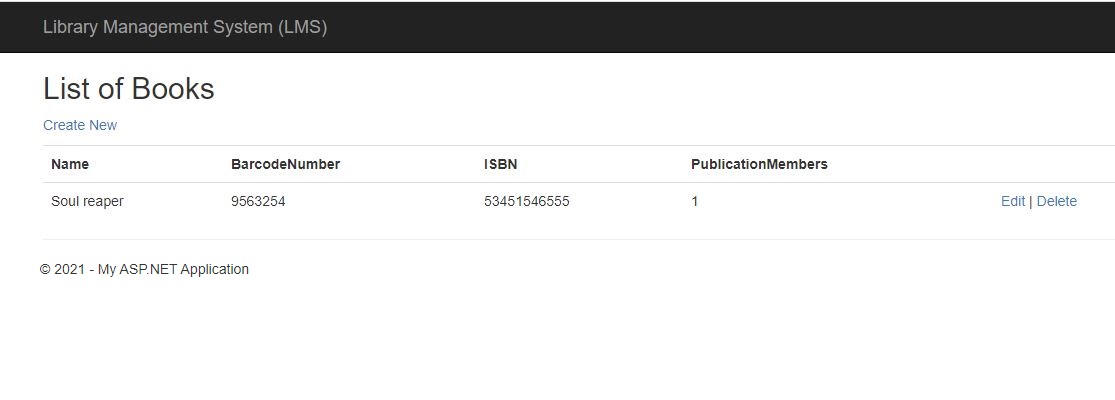 Library Management System (LMS)
List of Books
Create New
Name BarcodeNumber ISBN PublicationMembers
Soul reaper 9563254 53451546555 1 Edit | Delete
© 2021 - My ASP.NET Application